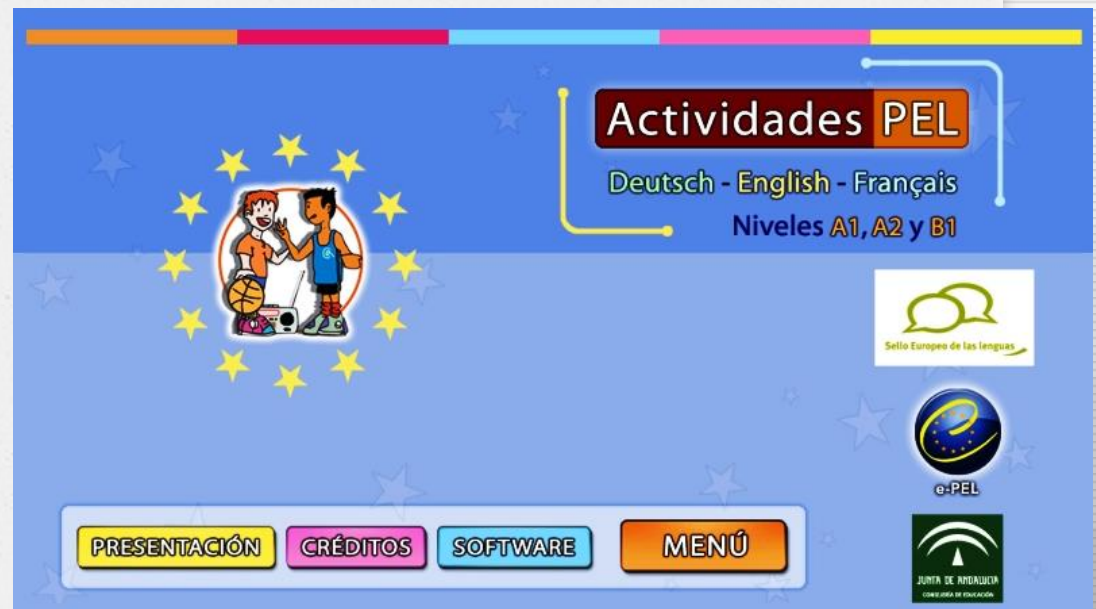 Actividades PEL
Deutsch - English - Français
Niveles A1, A2 y B1
Sello Europeo de las lenguas
e-PEL
PRESENTACIÓN
CRÉDITOS
SOFTWARE
MENÚ
JUNTA DE ANDALUCIA
CONSEJERÍA DE EDUCACIÓN